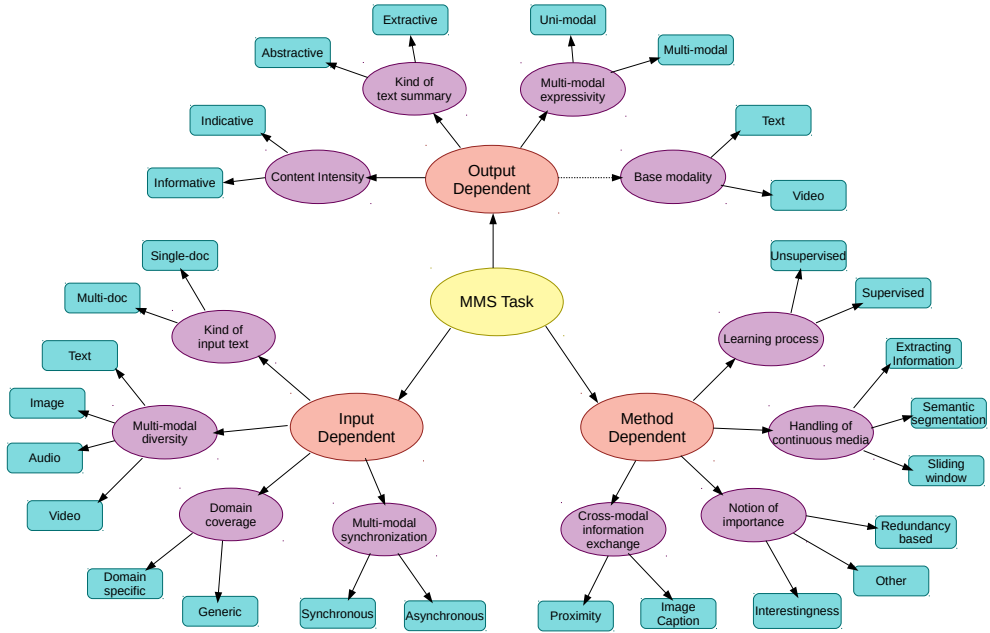 Extractive
Uni-modal
Abstractive
Multi-modal
Kind of
text summary
Multi-modal
expressivity
Indicative
Text
Informative
Content Intensity
Output
Dependent
Base modality
Video
Single-doc
Unsupervised
Multi-doc
MMS Task
Supervised
Kind of
input text
Learning process
Text
Extracting
Information
Image
Multi-modal
diversity
Input
Dependent
Method
Dependent
Handling of
continuous media
Semantic
segmentation
Audio
Sliding
window
Video
Domain
coverage
Multi-modal
synchronization
Cross-modal
information
exchange
Notion of
importance
Redundancy
based
Domain
specific
Other
Generic
Synchronous
Asynchronous
Proximity
Image
Caption
Interestingness